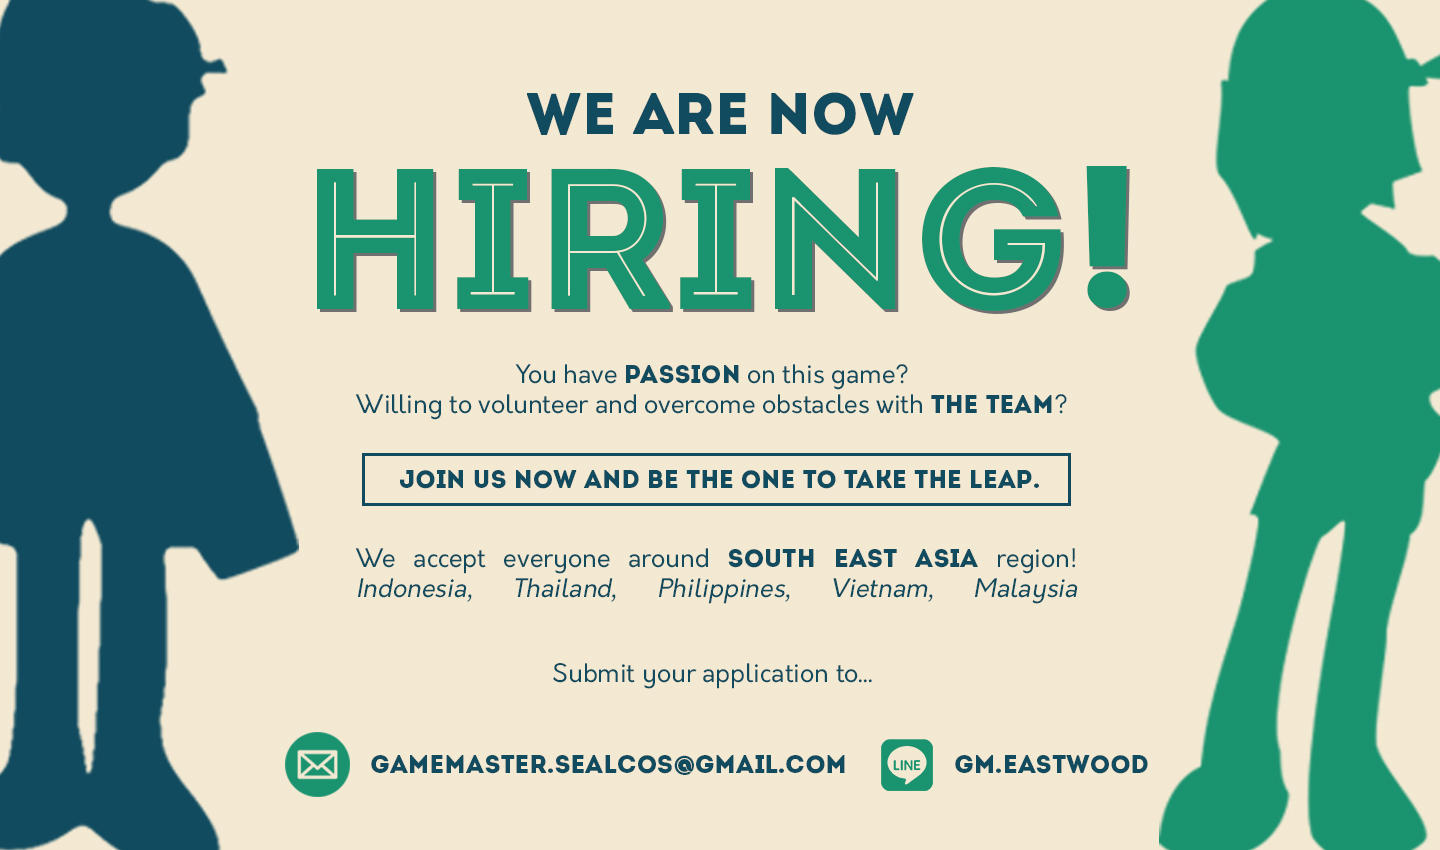 WE ARE NOW
HIRING!
You have PASSION on this game?
Willing to volunteer and overcome obstacles with THE TEAM?
JOIN US NOW AND BE THE ONE TO TAKE THE LEAP.
We accept everyone around SOUTH EAST ASIA region!
Indonesia, Thailand, Philippines, Vietnam, Malaysia
Submit your application to...
GAMEMASTER.SEALCOS@GMAIL.COM LINE GM.EASTWOOD